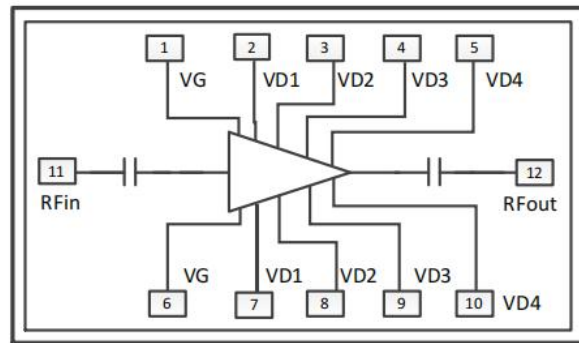 1 2 3 4 5
VG VD1 VD2 VD3 VD4
11 12
RFin RFout
VG VD1 VD2 VD3 VD4
6 7 8 9 10